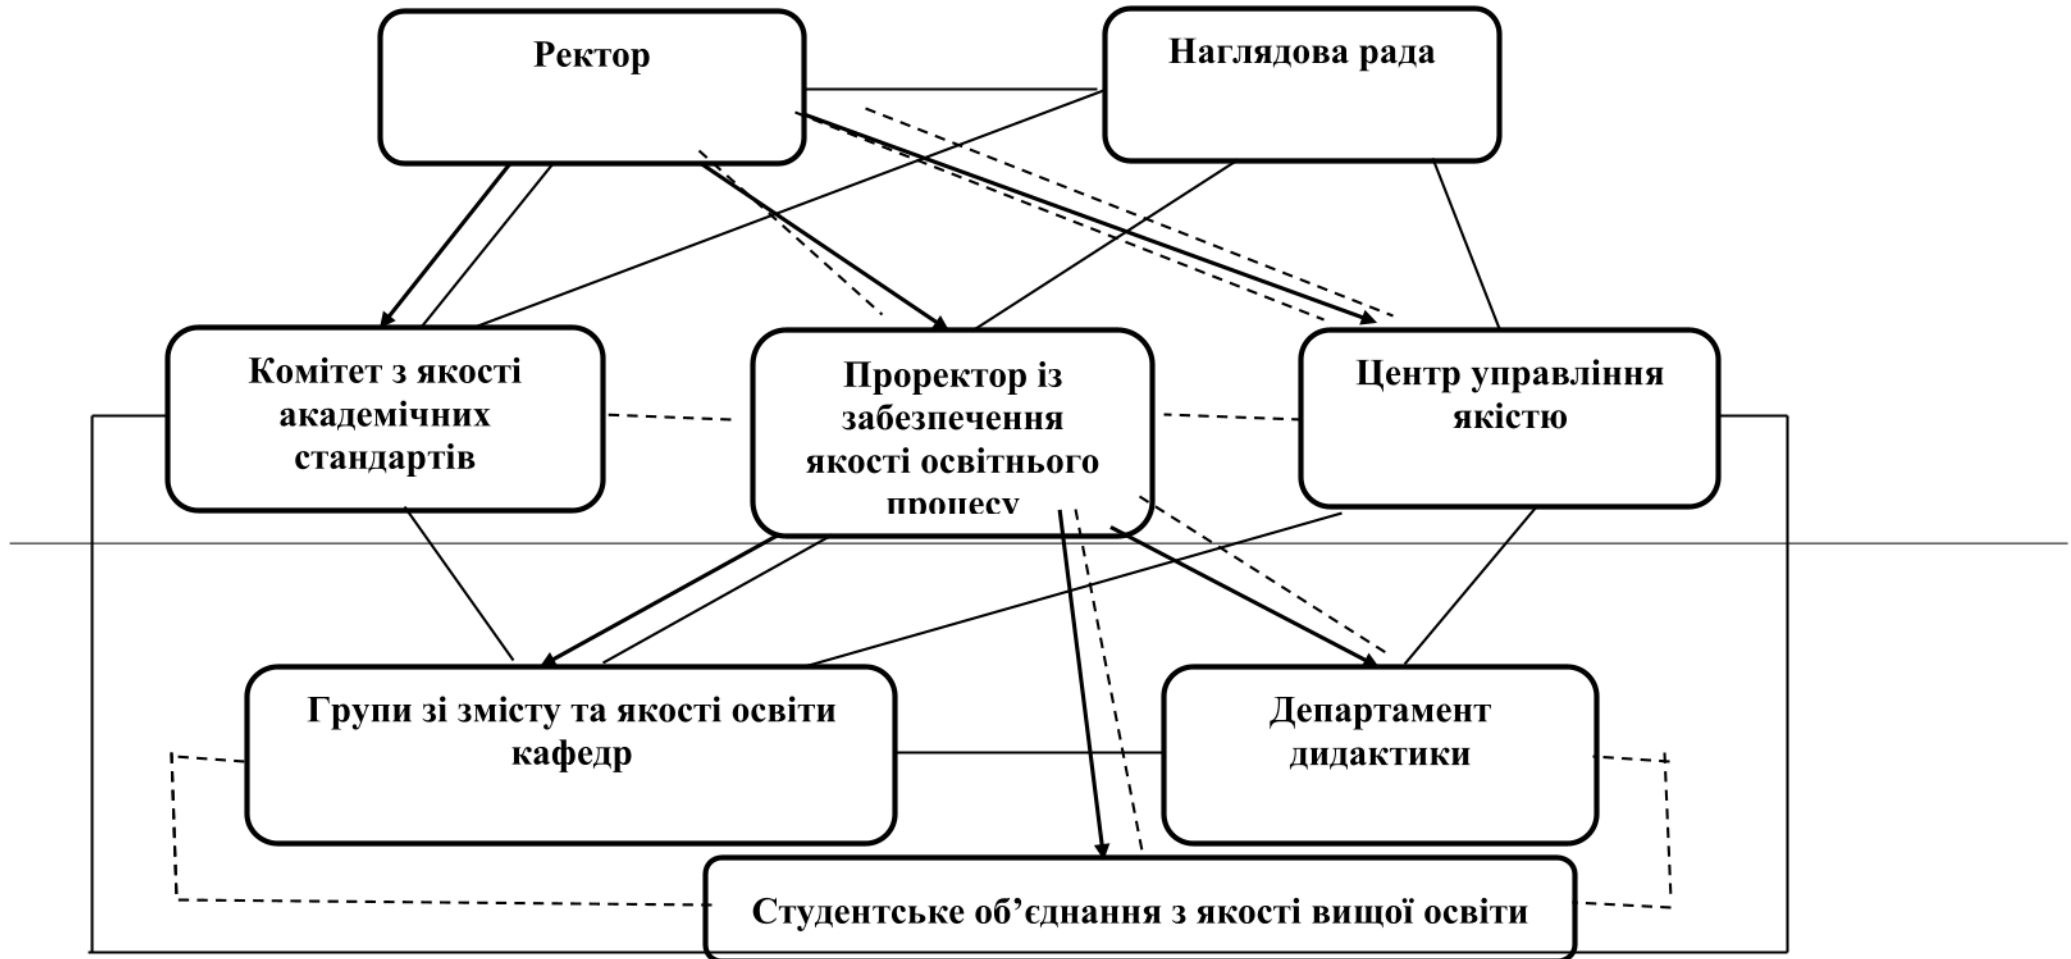 Ректор
Наглядова рада
Комітет з якості
академічних
стандартів
Проректор із
забезпечення
якості освітнього
процесу
Центр управління
якістю
Групи зі змісту та якості освіти
кафедр
Департамент
дидактики
Студентське об’єднання з якості вищої освіти